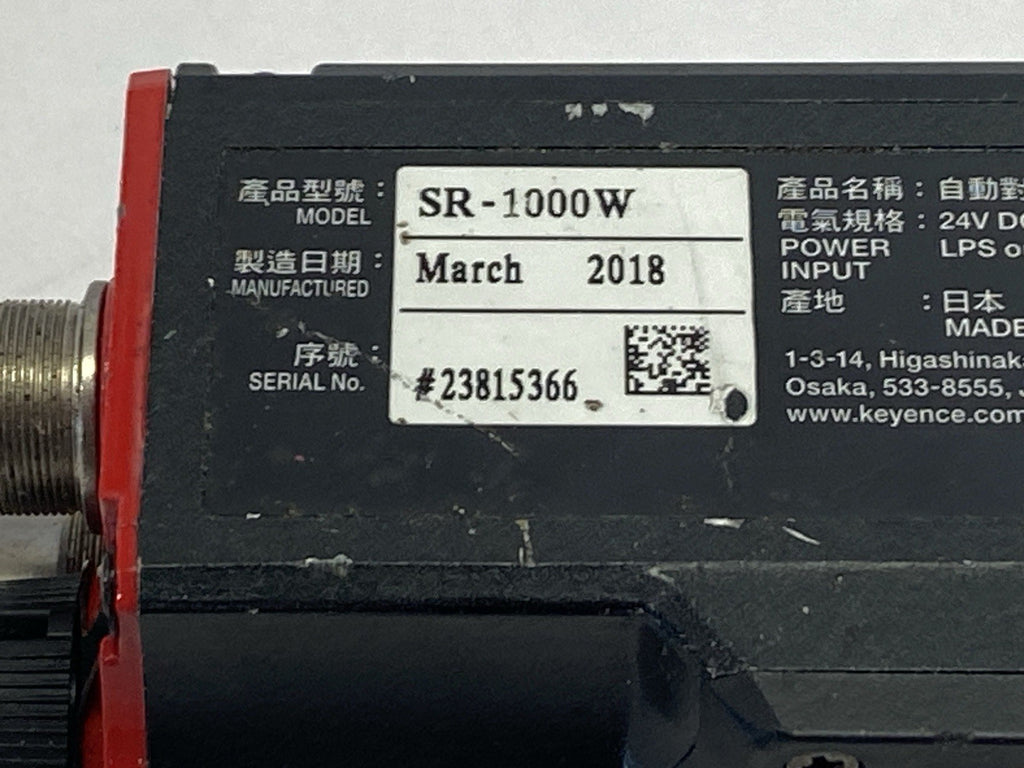 產品型號：
MODEL
SR-1000W
製造日期：
MANUFACTURED
March 2018
序號：
SERIAL No.
#23815366
產品名稱：自動對
電氣規格：24V DC
POWER LPS o
INPUT
產地 ：日本
MADE
1-3-14, Higashinaka
Osaka, 533-8555, J
www.keyence.com